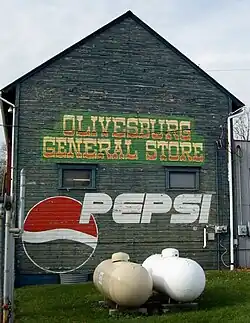 OLIVESBURG
GENERAL STORE
PEPSI